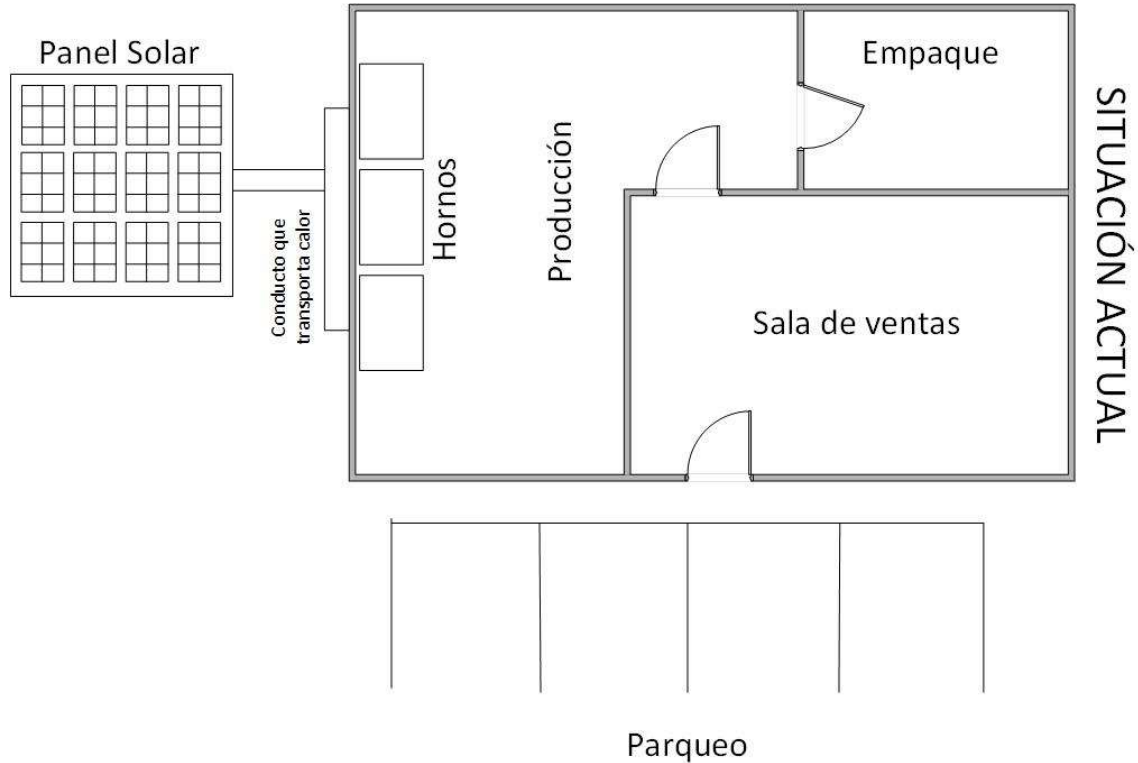 Panel Solar
Conducto que
transporta calor
Hornos
Producción
Empaque
Sala de ventas
SITUACIÓN ACTUAL
Parqueo